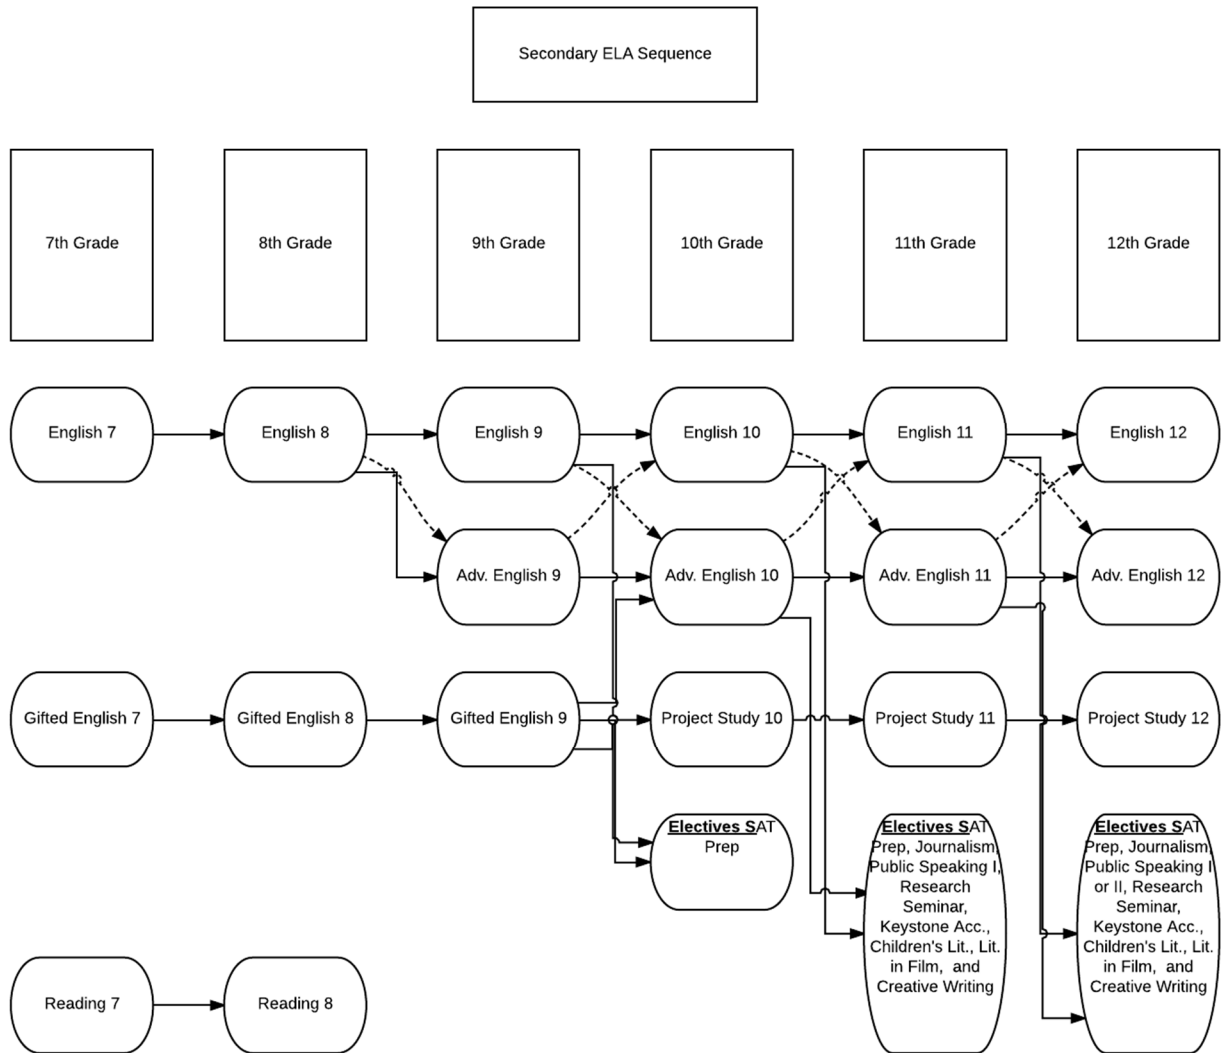 Secondary ELA Sequence
7th Grade
8th Grade
9th Grade
10th Grade
11th Grade
12th Grade
English 7
English 8
English 9
English 10
English 11
English 12
Adv. English 9
Adv. English 10
Adv. English 11
Adv. English 12
Gifted English 7
Gifted English 8
Gifted English 9
Project Study 10
Project Study 11
Project Study 12
Electives SAT
Prep
Electives SAT
Prep, Journalism,
Public Speaking I,
Research
Seminar,
Keystone Acc.,
Children's Lit., Lit.
in Film,  and
Creative Writing
Electives SAT
Prep, Journalism,
Public Speaking I
or II, Research
Seminar,
Keystone Acc.,
Children's Lit., Lit.
in Film,  and
Creative Writing
Reading 7
Reading 8